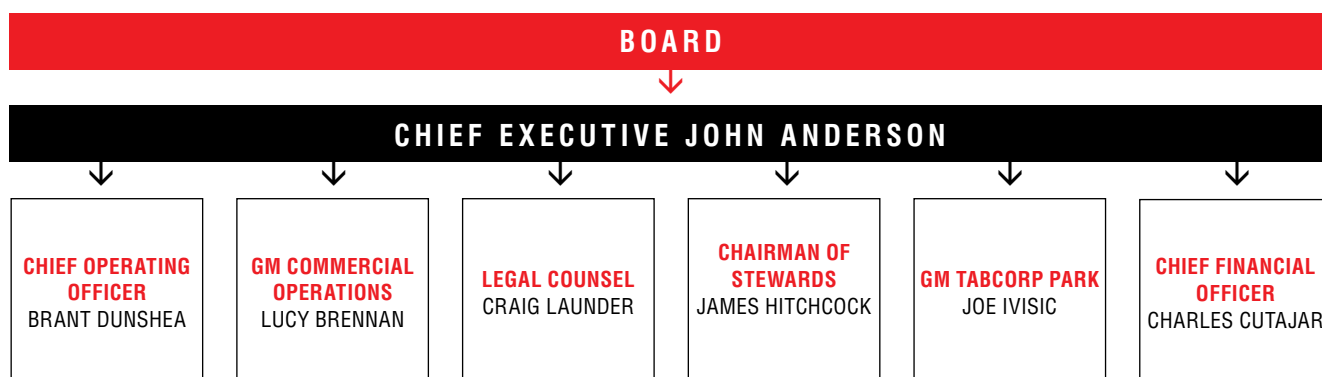 BOARD
CHIEF EXECUTIVE JOHN ANDERSON
CHIEF OPERATING
OFFICER
BRANT DUNSHEA
GM COMMERCIAL
OPERATIONS
LUCY BRENNAN
LEGAL COUNSEL
CRAIG LAUNDER
CHAIRMAN OF
STEWARDS
JAMES HITCHCOCK
GM TABCORP PARK
JOE IVISIC
CHIEF FINANCIAL
OFFICER
CHARLES CUTAJAR